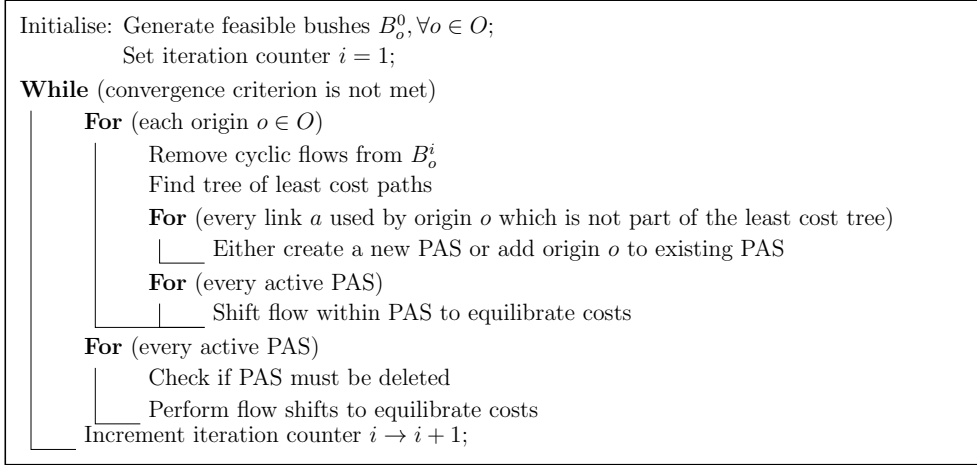 Initialise: Generate feasible bushes $B_o^0, \forall o \in O$;
Set iteration counter $i = 1$;
While (convergence criterion is not met)
For (each origin $o \in O$)
Remove cyclic flows from $B_o^i$
Find tree of least cost paths
For (every link $a$ used by origin $o$ which is not part of the least cost tree)
Either create a new PAS or add origin $o$ to existing PAS
For (every active PAS)
Shift flow within PAS to equilibrate costs
For (every active PAS)
Check if PAS must be deleted
Perform flow shifts to equilibrate costs
Increment iteration counter $i \to i + 1$;